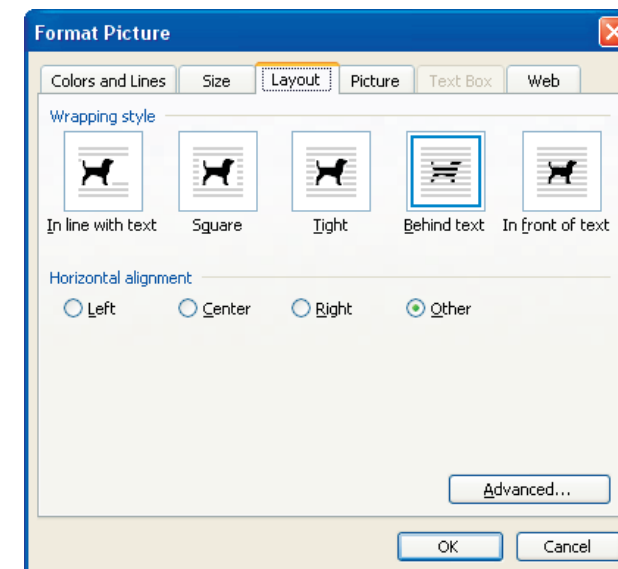 Format Picture
Colors and Lines Size Layout Picture Text Box Web
Wrapping style
In line with text Square Tight Behind text In front of text
Horizontal alignment
Left Center Right Other
Advanced...
OK Cancel